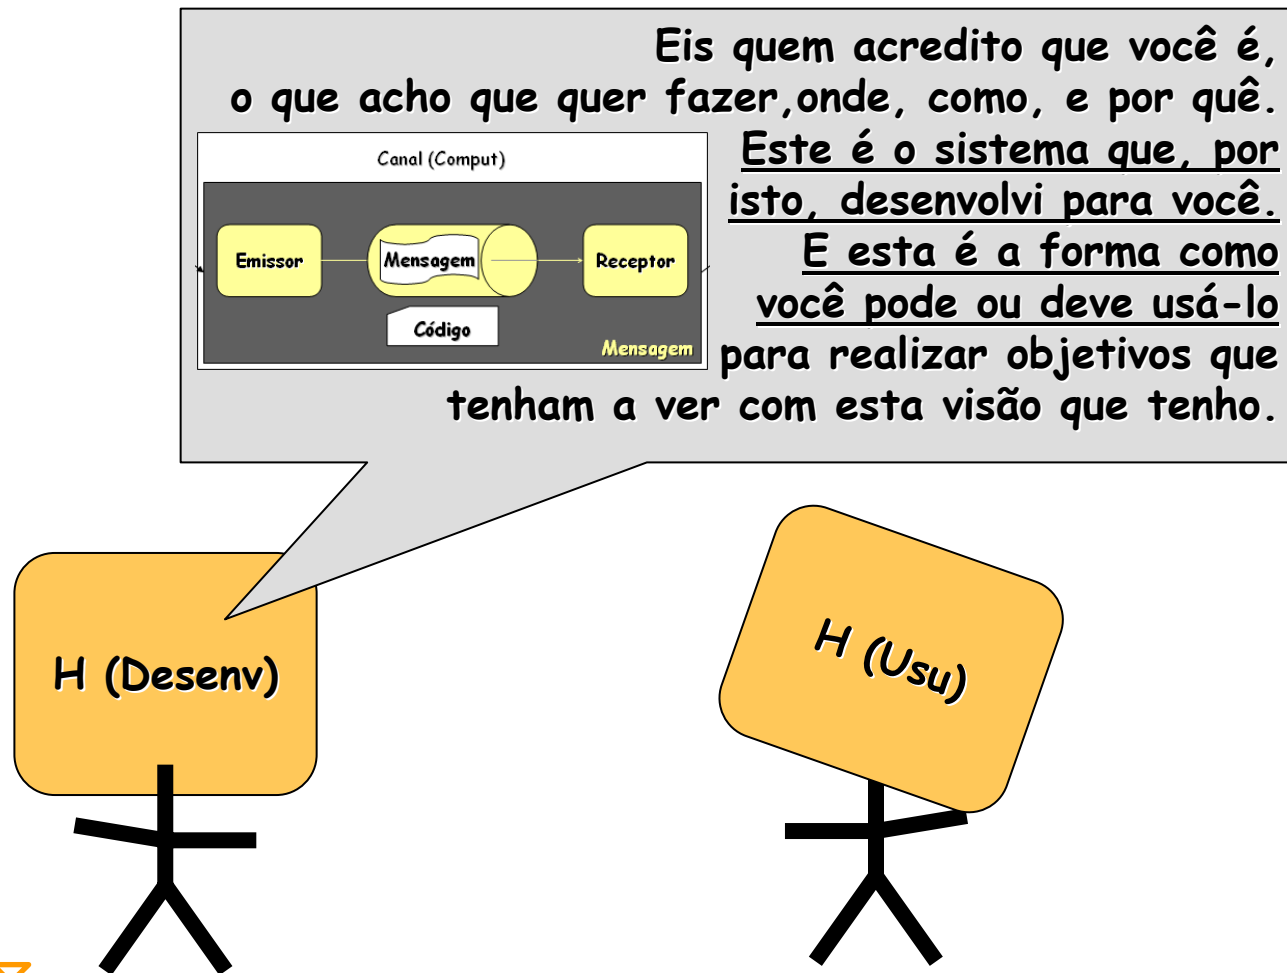 Eis quem acredito que você é,
o que acho que quer fazer,onde, como, e por quê.
Este é o sistema que, por
isto, desenvolvi para você.
E esta é a forma como
você pode ou deve usá-lo
para realizar objetivos que
tenham a ver com esta visão que tenho.
Canal (Comput)
Emissor
Mensagem
Receptor
Código
Mensagem
H (Desenv)
H (Usu)